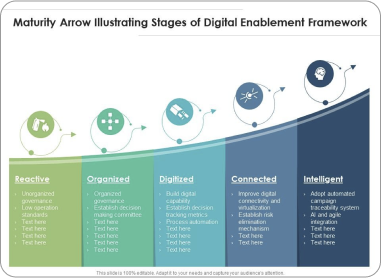 Maturity Arrow Illustrating Stages of Digital Enablement Framework
Reactive
Unorganized
governance
Low operation
standards
Text here
Text here
Text here
Text here
Organized
Organized
governance
Establish decision
making committee
Text here
Text here
Text here
Text here
Digitized
Build digital
capability
Establish decision
tracking metrics
Process automation
Text here
Text here
Text here
Connected
Improve digital
connectivity and
virtualization
Establish risk
elimination
mechanism
Text here
Text here
Intelligent
Adopt automated
campaign
traceability system
AI and agile
integration
Text here
Text here
Text here
This slide is 100% editable. Adapt it to your needs and capture your audience's attention.